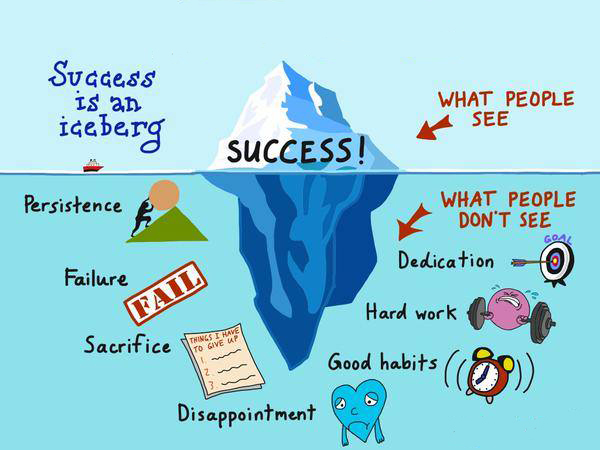 Success
is an
iceberg
WHAT PEOPLE
SEE
SUCCESS!
WHAT PEOPLE
DON'T SEE
Persistence
GOAL
Dedication
Failure
FAIL
Hard work
Sacrifice
THINGS I HAVE
TO GIVE UP
1.
2.
3.
Good habits
Disappointment